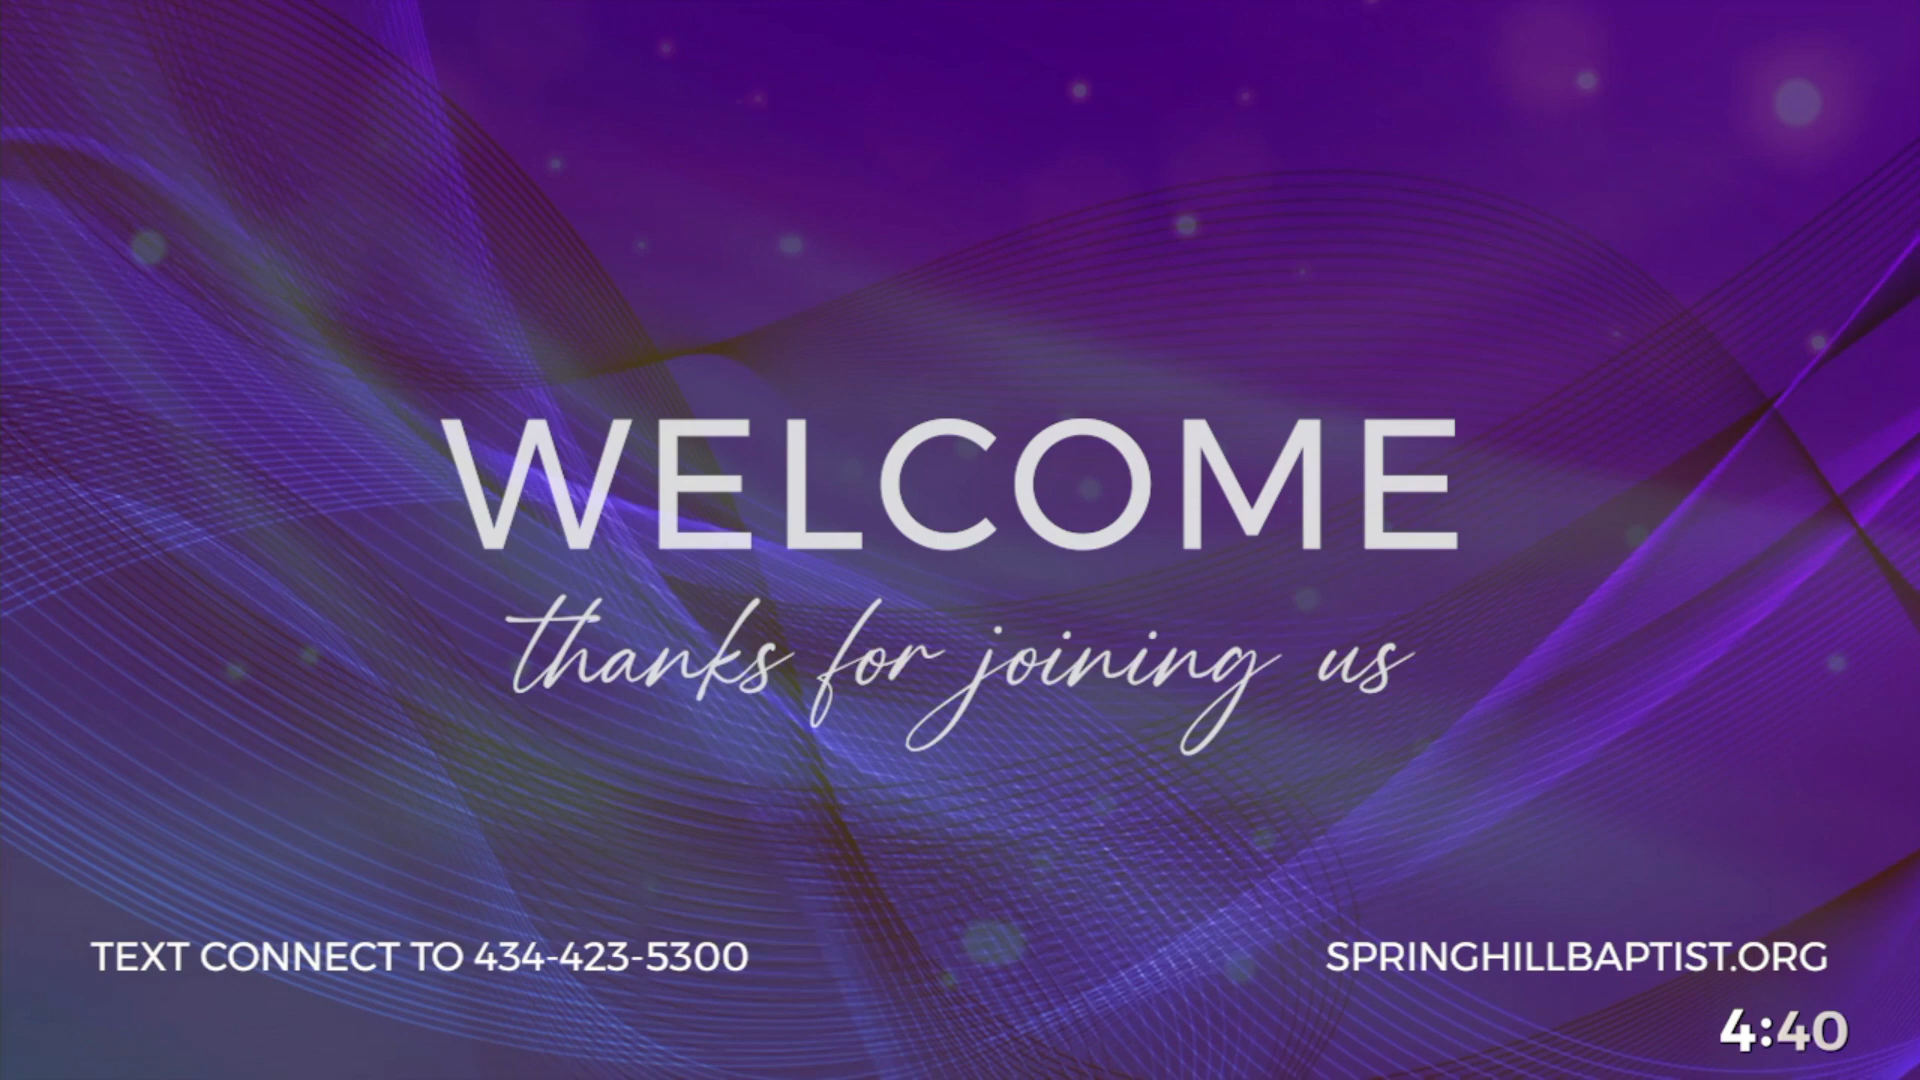 WELCOME
thanks for joining us
TEXT CONNECT TO 434-423-5300
SPRINGHILLBAPTIST.ORG
4:40